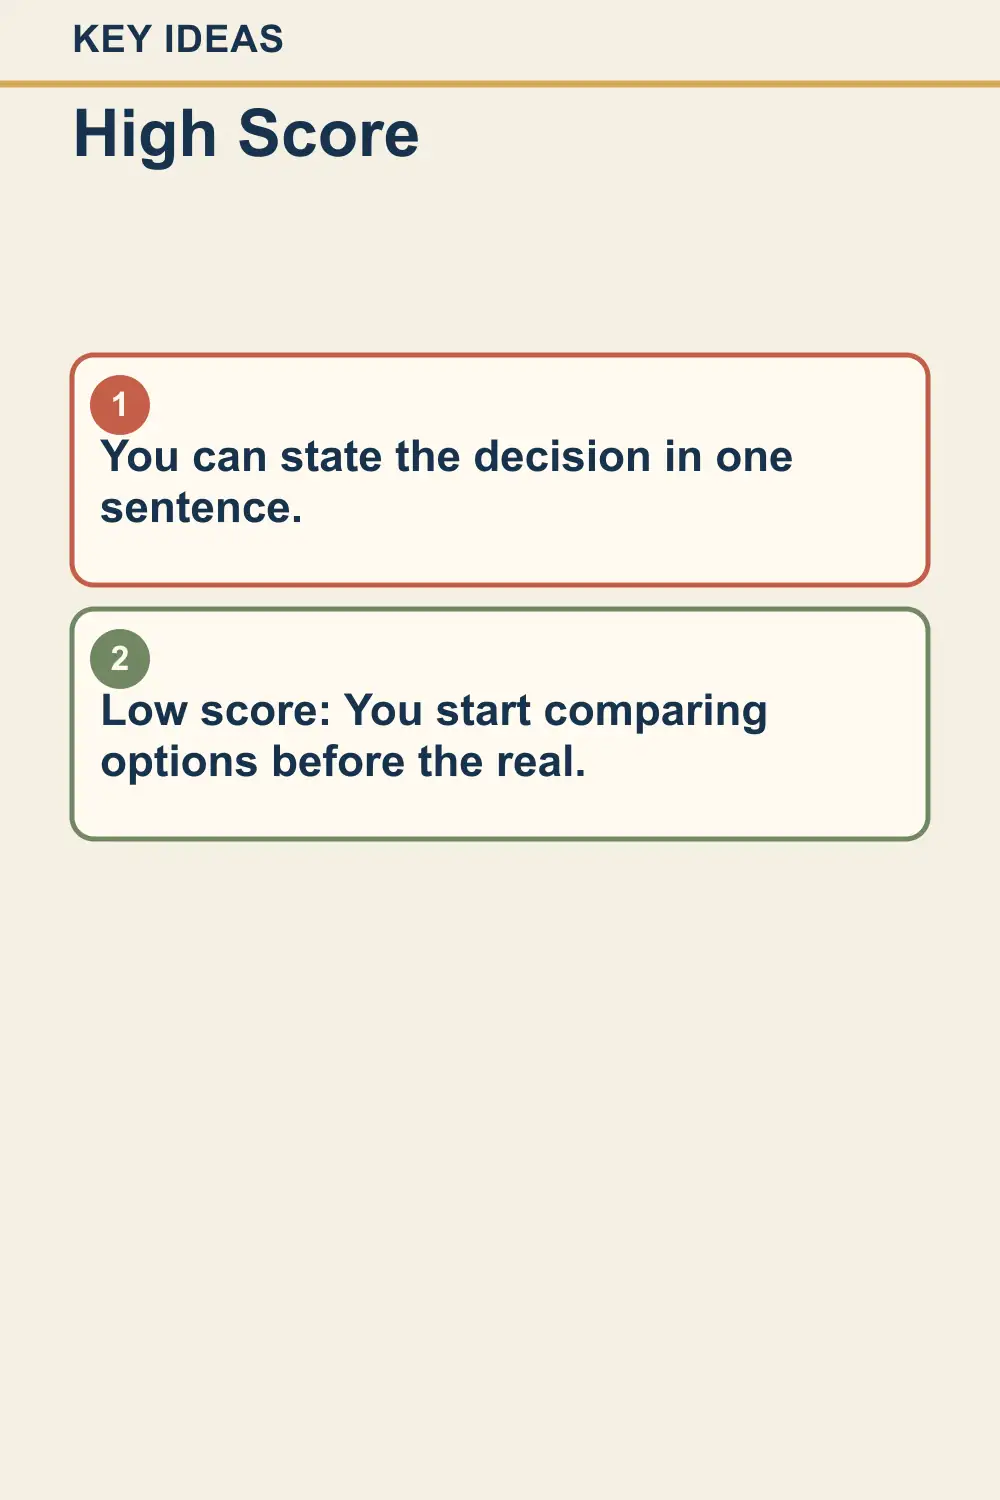 KEY IDEAS
High Score
1
You can state the decision in one
sentence.
2
Low score: You start comparing
options before the real.